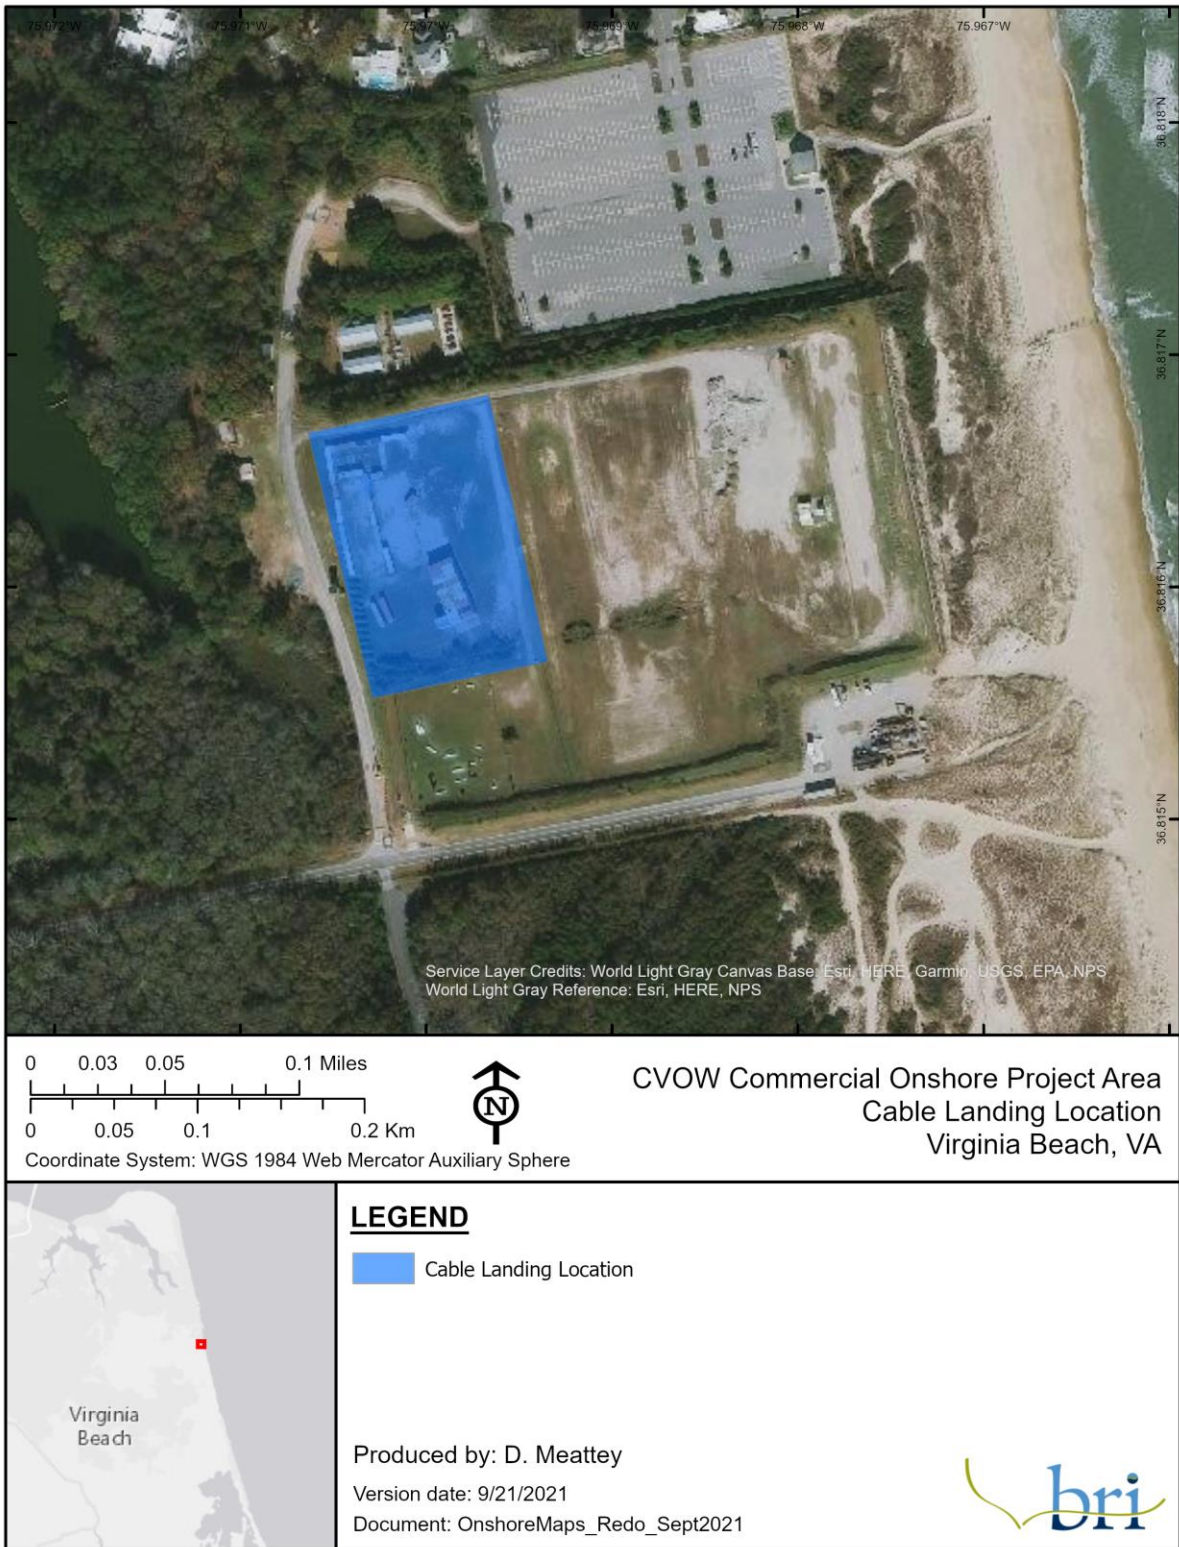 75.972°W
75.971°W
75.97°W
75.969°W
75.968°W
75.967°W
36.818°N
36.817°N
36.816°N
36.815°N
Service Layer Credits: World Light Gray Canvas Base: Esri, HERE, Garmin, USGS, EPA, NPS
World Light Gray Reference: Esri, HERE, NPS
0 0.03 0.05 0.1 Miles
0 0.05 0.1 0.2 Km
Coordinate System: WGS 1984 Web Mercator Auxiliary Sphere
N
CVOW Commercial Onshore Project Area
Cable Landing Location
Virginia Beach, VA
Virginia
Beach
LEGEND
Cable Landing Location
Produced by: D. Meattey
Version date: 9/21/2021
Document: OnshoreMaps_Redo_Sept2021
bri